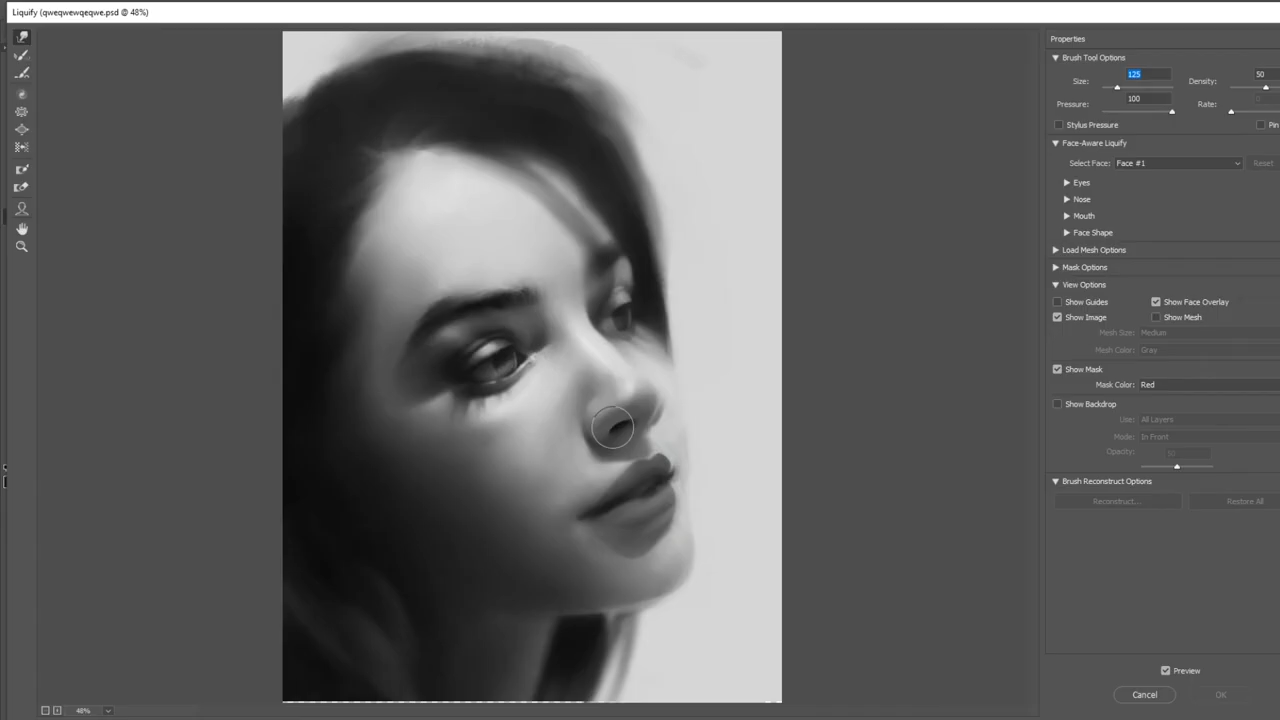 Liquify (qweqwewqeqwe.psd @ 48%)
Properties
Brush Tool Options
Size: 125 Density: 50
Pressure: 100 Rate: 0
Stylus Pressure Pin
Face-Aware Liquify
Select Face: Face #1 Reset
Eyes
Nose
Mouth
Face Shape
Load Mesh Options
Mask Options
View Options
Show Guides Show Face Overlay
Show Image Show Mesh
Mesh Size: Medium
Mesh Color: Gray
Show Mask
Mask Color: Red
Show Backdrop
Use: All Layers
Mode: In Front
Opacity: 50
Brush Reconstruct Options
Reconstruct... Restore All
Preview
Cancel OK
48%